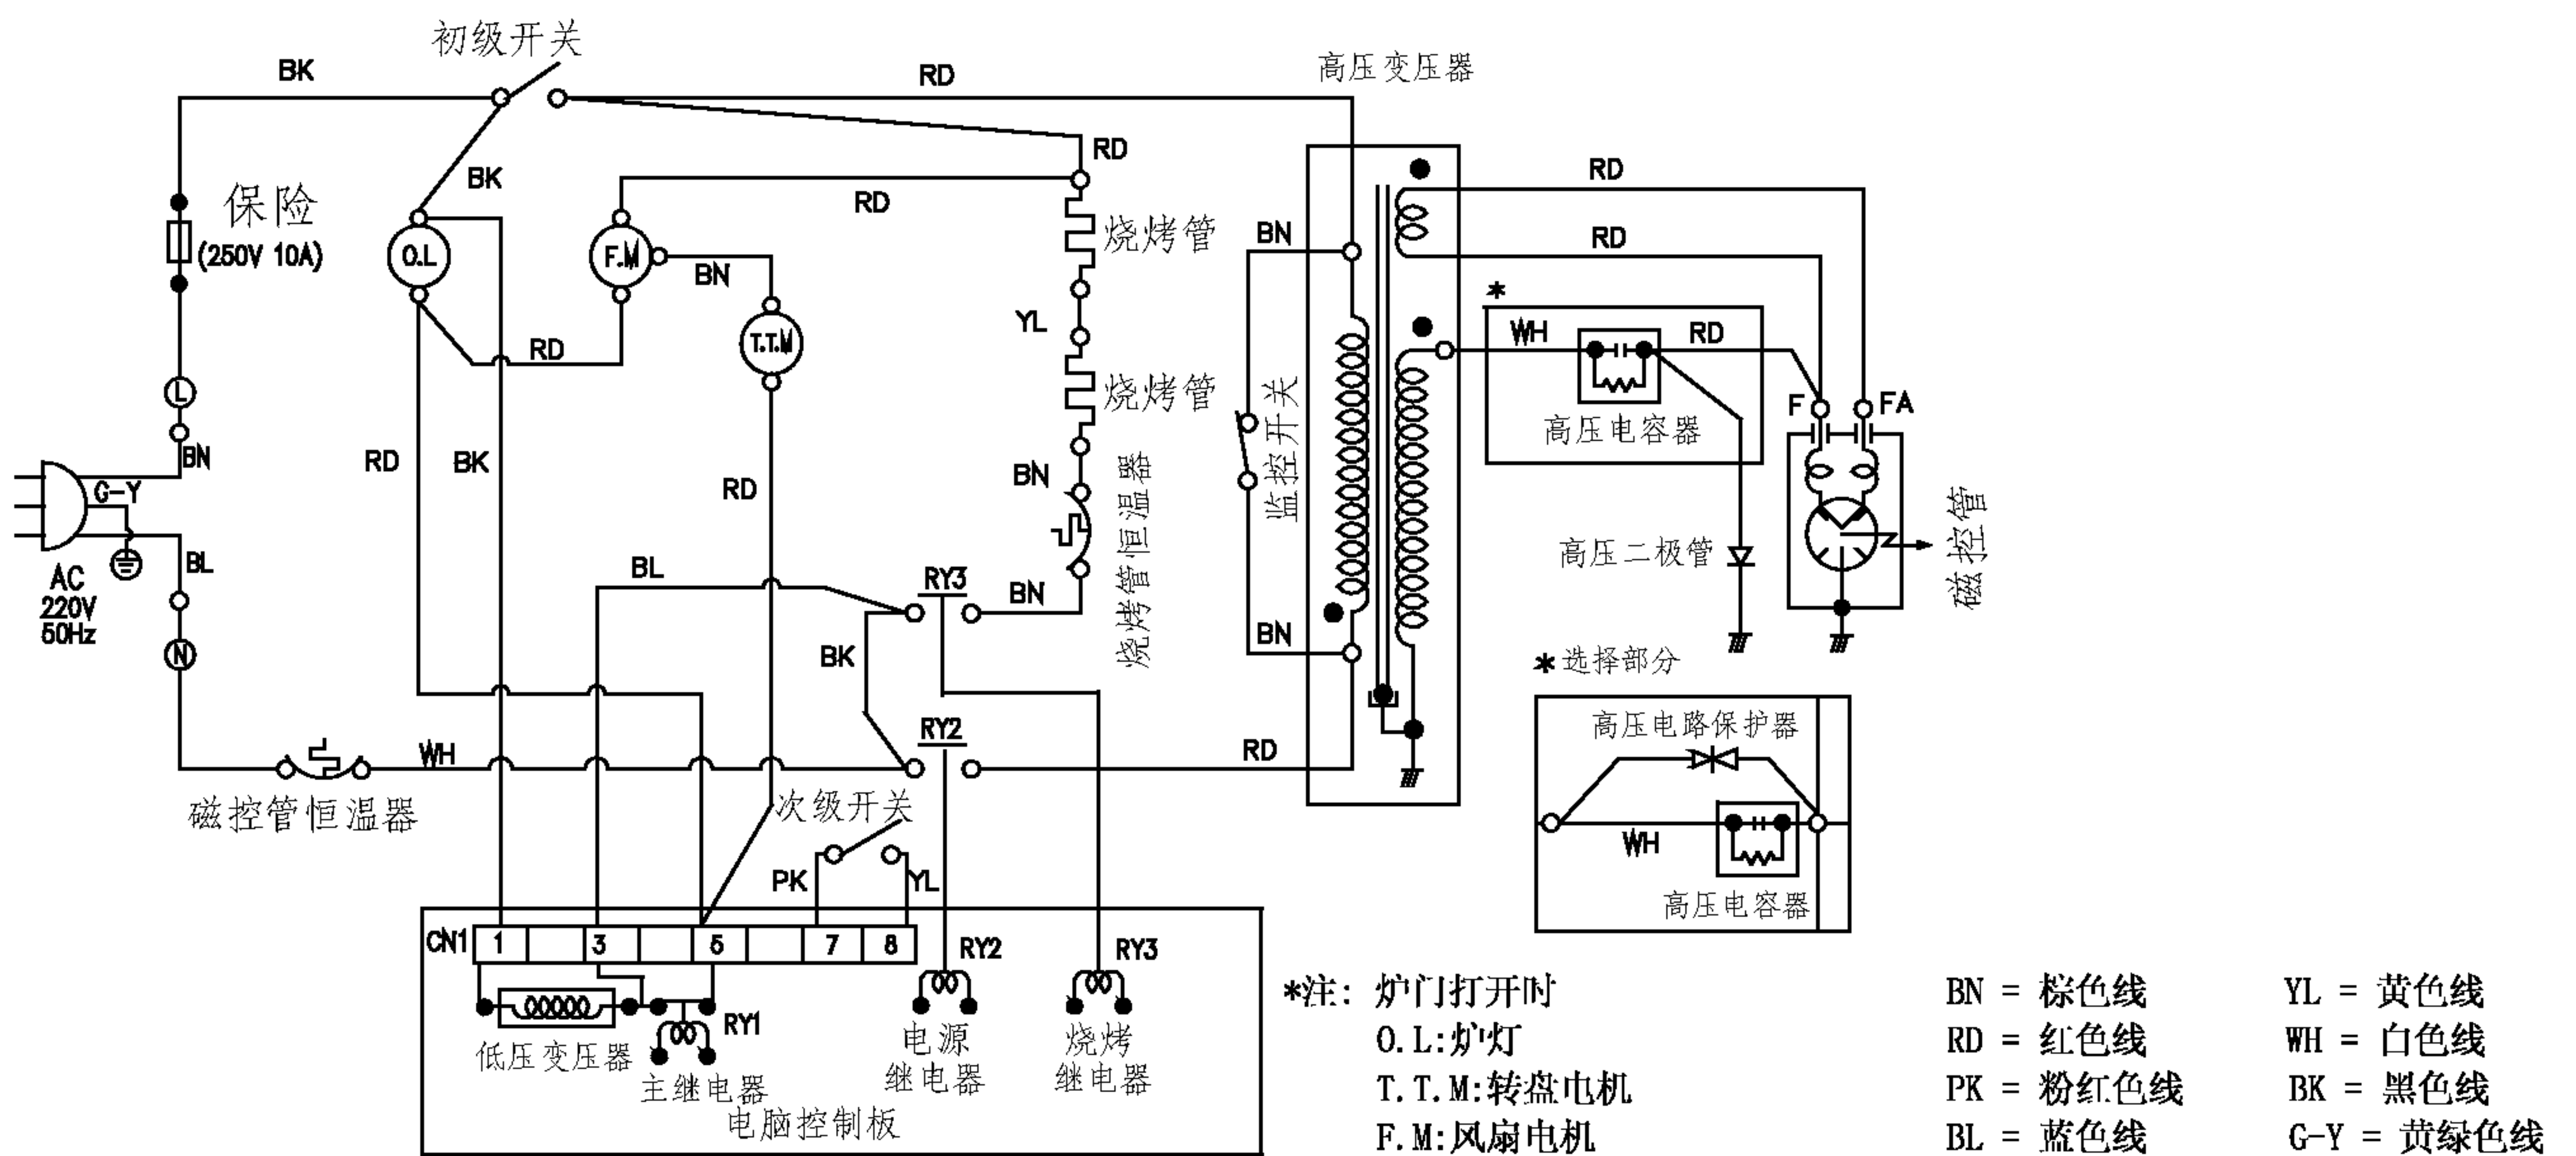 初级开关
BK
RD
高压变压器
RD
BK
RD
RD
保险
(250V 10A)
O.L
F.M
BN
T.T.M
RD
烧烤管
YL
烧烤管
BN
烧烤管恒温器
BN
BN
监控开关
BN
RD
RD
*
WH
RD
高压电容器
F
FA
高压二极管
磁控管
L
BN
G-Y
BL
AC
220V
50Hz
N
RD
BK
RD
BL
RY3
BK
RY2
RD
WH
磁控管恒温器
次级开关
PK
YL
CN1
1
3
5
7
8
RY2
RY3
RY1
低压变压器
主继电器
电源
继电器
烧烤
继电器
电脑控制板
*选择部分
高压电路保护器
WH
高压电容器
*注: 炉门打开时
O.L:炉灯
T.T.M:转盘电机
F.M:风扇电机
BN = 棕色线
RD = 红色线
PK = 粉红色线
BL = 蓝色线
YL = 黄色线
WH = 白色线
BK = 黑色线
G-Y = 黄绿色线